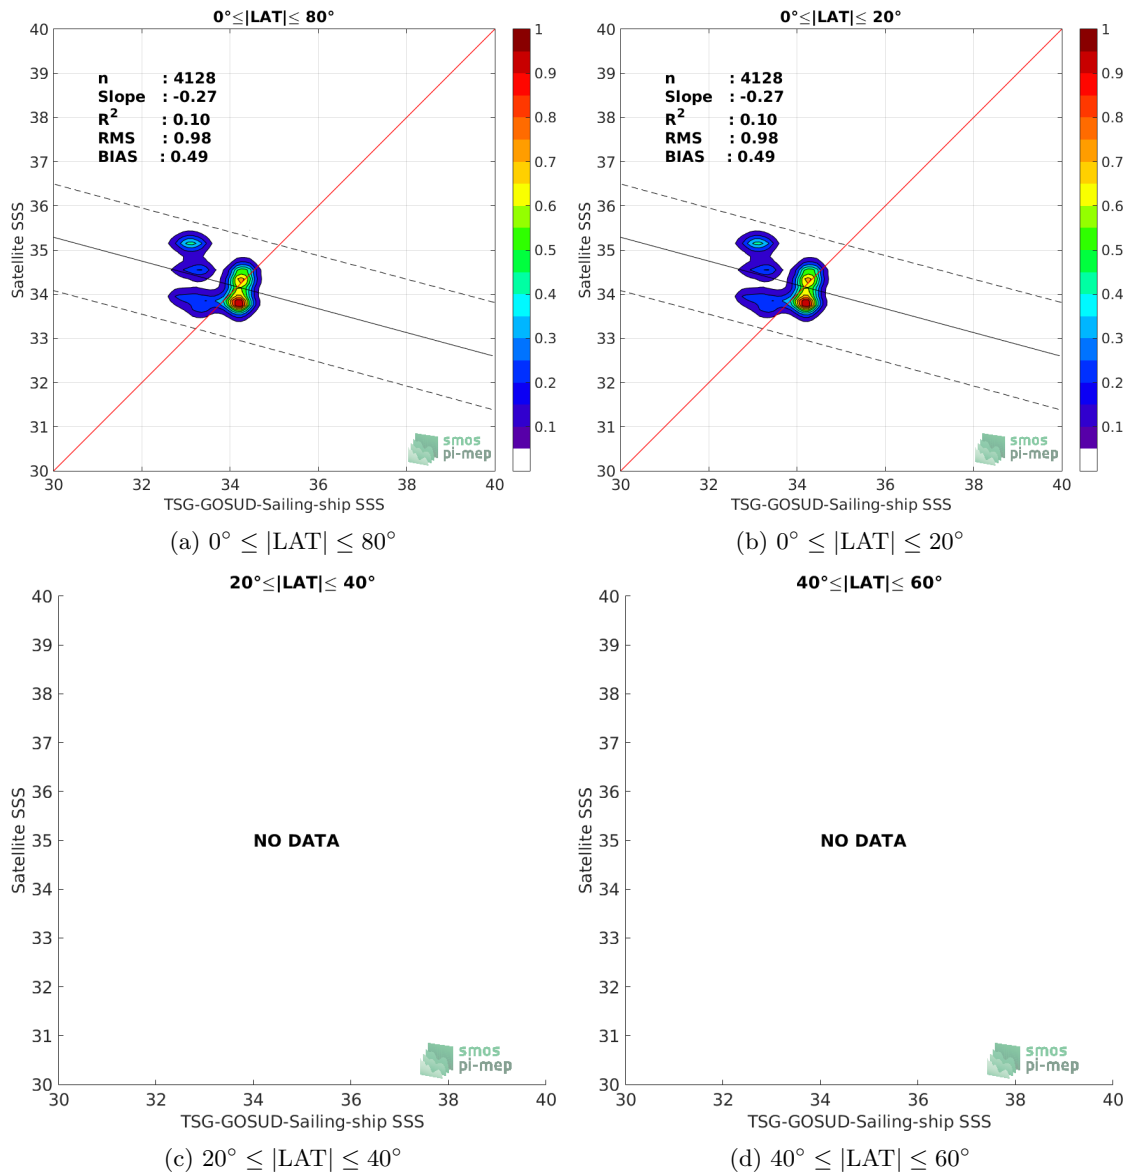 0°≤|LAT|≤ 80°
40
39
38
37
36
35
34
33
32
31
30
Satellite SSS
n : 4128
Slope : -0.27
R2 : 0.10
RMS : 0.98
BIAS : 0.49
1
0.9
0.8
0.7
0.6
0.5
0.4
0.3
0.2
0.1
smos
pi-mep
30 32 34 36 38 40
TSG-GOSUD-Sailing-ship SSS
(a) 0° ≤ |LAT| ≤ 80°
0°≤|LAT|≤ 20°
40
39
38
37
36
35
34
33
32
31
30
Satellite SSS
n : 4128
Slope : -0.27
R2 : 0.10
RMS : 0.98
BIAS : 0.49
1
0.9
0.8
0.7
0.6
0.5
0.4
0.3
0.2
0.1
smos
pi-mep
30 32 34 36 38 40
TSG-GOSUD-Sailing-ship SSS
(b) 0° ≤ |LAT| ≤ 20°
20°≤|LAT|≤ 40°
40
39
38
37
36
35
34
33
32
31
30
Satellite SSS
NO DATA
smos
pi-mep
30 32 34 36 38 40
TSG-GOSUD-Sailing-ship SSS
(c) 20° ≤ |LAT| ≤ 40°
40°≤|LAT|≤ 60°
40
39
38
37
36
35
34
33
32
31
30
Satellite SSS
NO DATA
smos
pi-mep
30 32 34 36 38 40
TSG-GOSUD-Sailing-ship SSS
(d) 40° ≤ |LAT| ≤ 60°